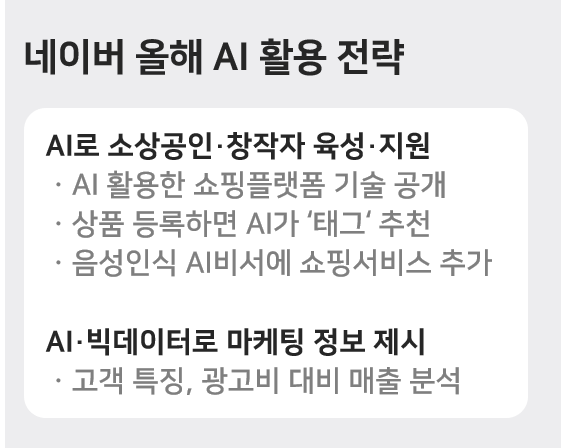 네이버 올해 AI 활용 전략
AI로 소상공인·창작자 육성·지원
· AI 활용한 쇼핑플랫폼 기술 공개
· 상품 등록하면 AI가 ‘태그‘ 추천
· 음성인식 AI비서에 쇼핑서비스 추가
AI·빅데이터로 마케팅 정보 제시
· 고객 특징, 광고비 대비 매출 분석